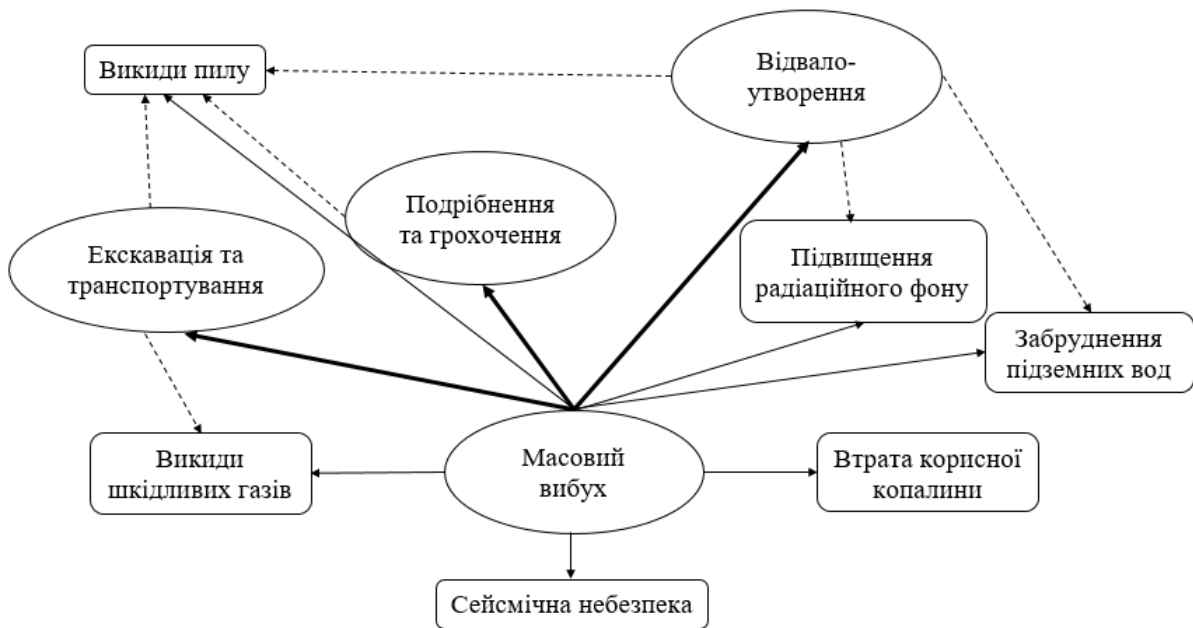 Викиди пилу
Відвало-
утворення
Подрібнення
та грохочення
Екскавація та
транспортування
Підвищення
радіаційного фону
Забруднення
підземних вод
Викиди
шкідливих газів
Масовий
вибух
Втрата корисної
копалини
Сейсмічна небезпека